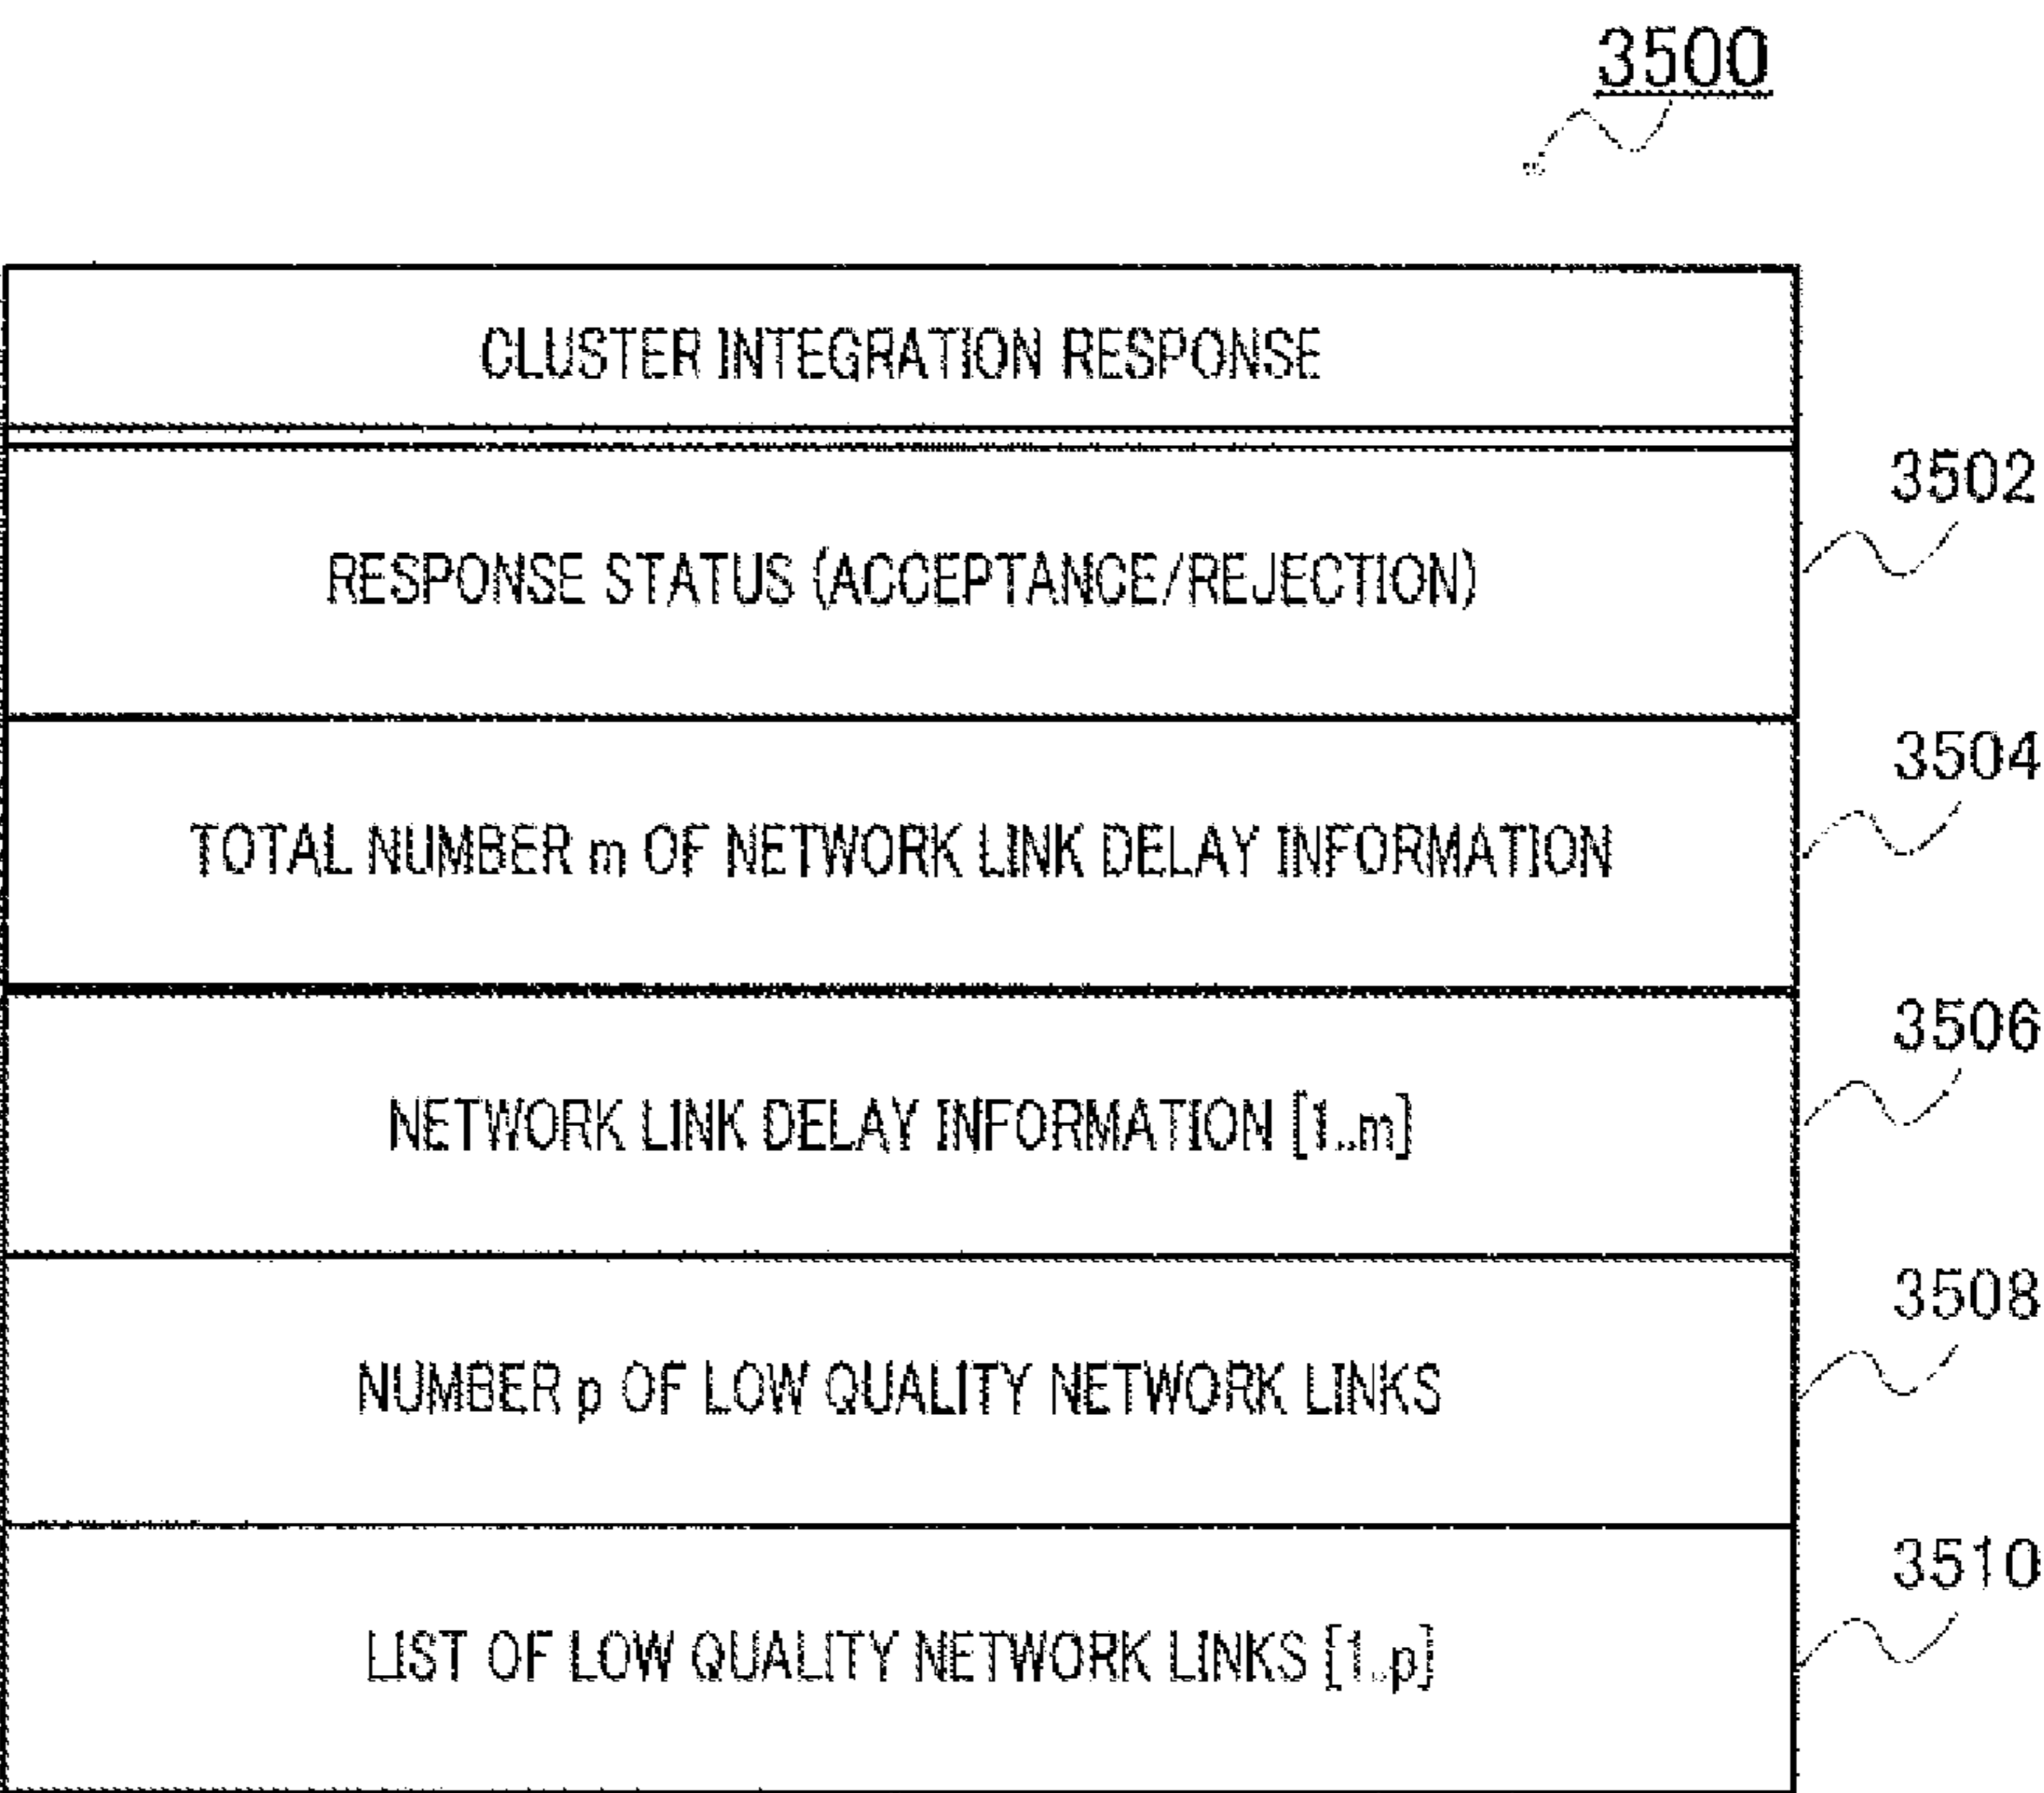 3500
CLUSTER INTEGRATION RESPONSE
3502
RESPONSE STATUS (ACCEPTANCE/REJECTION)
3504
TOTAL NUMBER m OF NETWORK LINK DELAY INFORMATION
3506
NETWORK LINK DELAY INFORMATION [1..m]
3508
NUMBER p OF LOW QUALITY NETWORK LINKS
3510
LIST OF LOW QUALITY NETWORK LINKS [1..p]